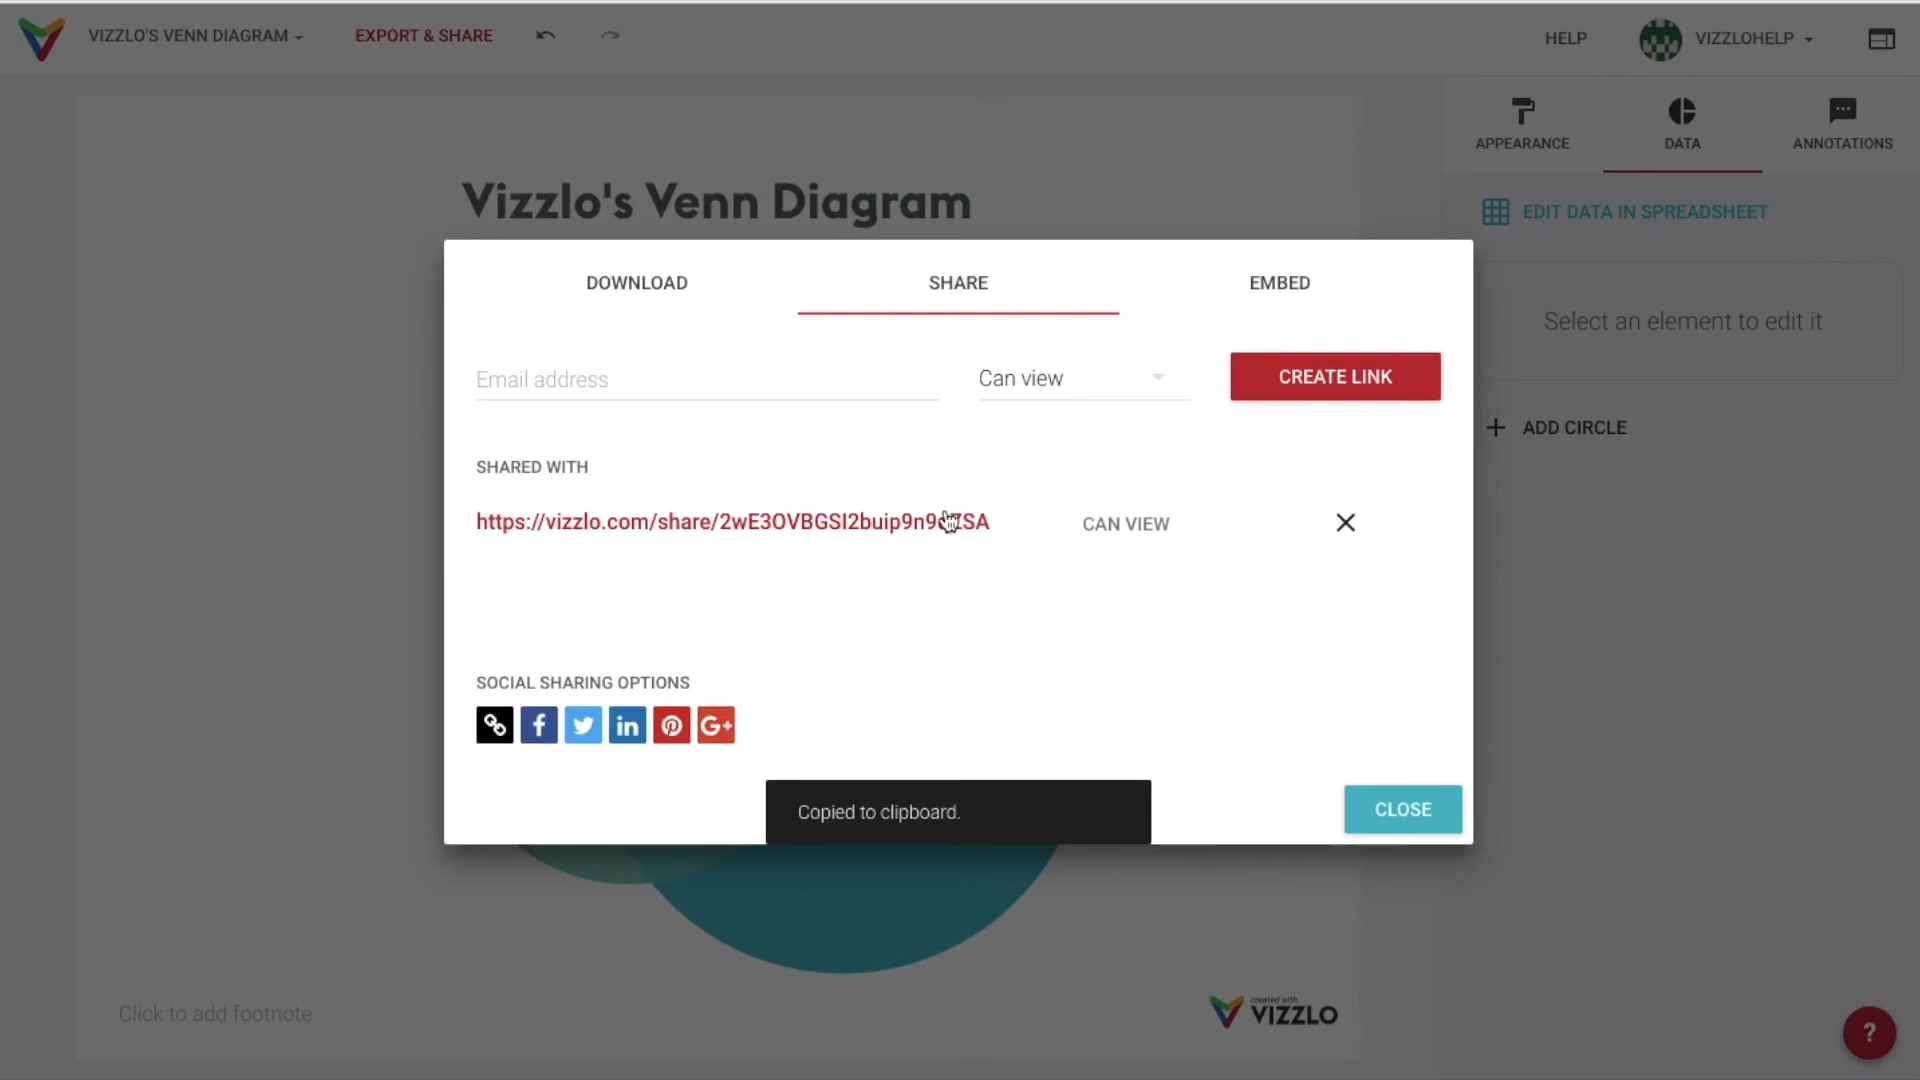 VIZZLO'S VENN DIAGRAM
EXPORT & SHARE
HELP
VIZZLOHELP
APPEARANCE
DATA
ANNOTATIONS
EDIT DATA IN SPREADSHEET
Vizzlo's Venn Diagram
DOWNLOAD
SHARE
EMBED
Select an element to edit it
Email address
Can view
CREATE LINK
ADD CIRCLE
SHARED WITH
CAN VIEW
SOCIAL SHARING OPTIONS
f
in
G+
Copied to clipboard.
CLOSE
Click to add footnote
created with
VIZZLO
?